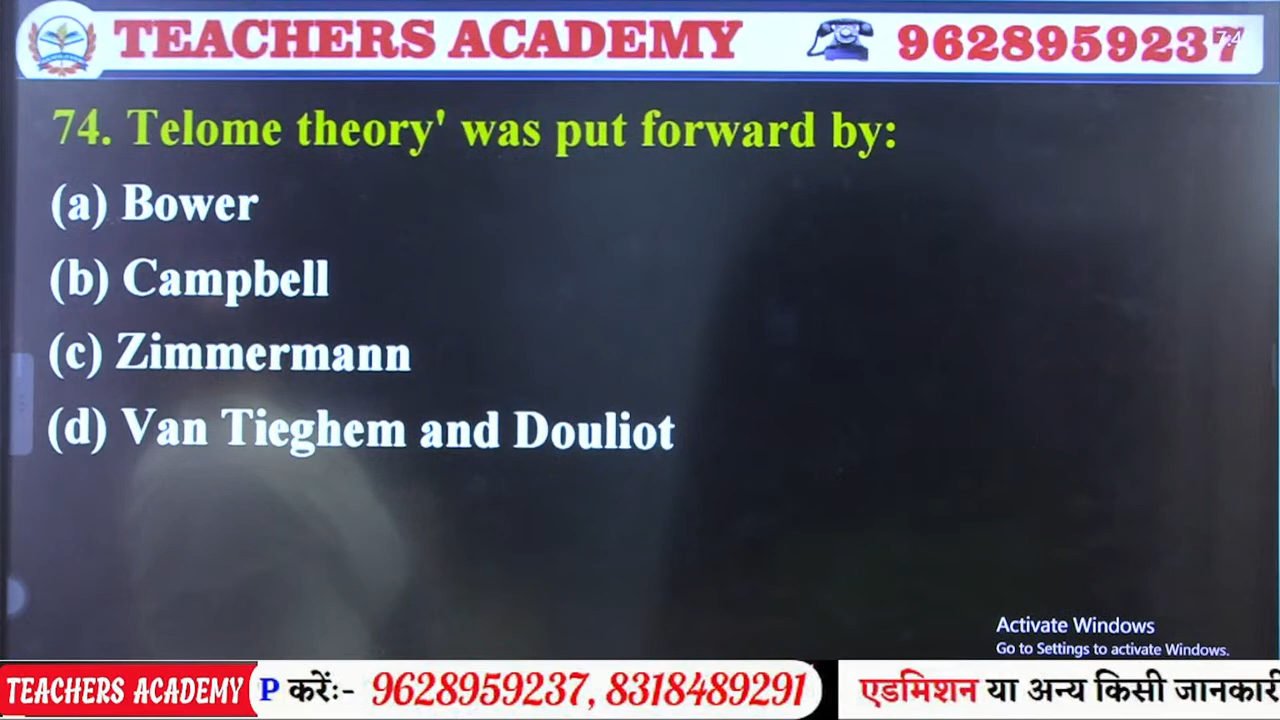 TEACHERS ACADEMY
9628959237
74
74. Telome theory' was put forward by:
(a) Bower
(b) Campbell
(c) Zimmermann
(d) Van Tieghem and Douliot
Activate Windows
Go to Settings to activate Windows.
TEACHERS ACADEMY
P करेंः- 9628959237, 8318489291
एडमिशन या अन्य किसी जानकारी